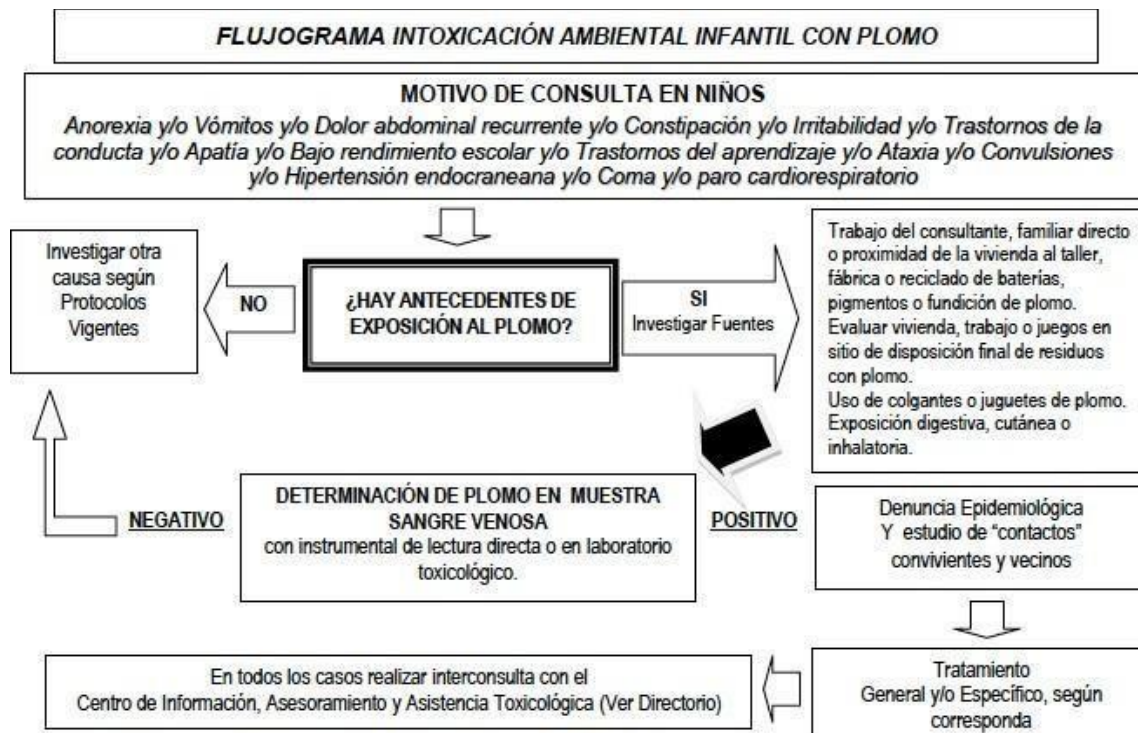 FLUJOGRAMA INTOXICACIÓN AMBIENTAL INFANTIL CON PLOMO
MOTIVO DE CONSULTA EN NIÑOS
Anorexia y/o Vómitos y/o Dolor abdominal recurrente y/o Constipación y/o Irritabilidad y/o Trastornos de la
conducta y/o Apatía y/o Bajo rendimiento escolar y/o Trastornos del aprendizaje y/o Ataxia y/o Convulsiones
y/o Hipertensión endocraneana y/o Coma y/o paro cardiorespiratorio
Investigar otra
causa según
Protocolos
Vigentes
NO
¿HAY ANTECEDENTES DE
EXPOSICIÓN AL PLOMO?
SI
Investigar Fuentes
Trabajo del consultante, familiar directo
o proximidad de la vivienda al taller,
fábrica o reciclado de baterías,
pigmentos o fundición de plomo.
Evaluar vivienda, trabajo o juegos en
sitio de disposición final de residuos
con plomo.
Uso de colgantes o juguetes de plomo.
Exposición digestiva, cutánea o
inhalatoria.
NEGATIVO
DETERMINACIÓN DE PLOMO EN MUESTRA
SANGRE VENOSA
con instrumental de lectura directa o en laboratorio
toxicológico.
POSITIVO
Denuncia Epidemiológica
Y estudio de “contactos”
convivientes y vecinos
En todos los casos realizar interconsulta con el
Centro de Información, Asesoramiento y Asistencia Toxicológica (Ver Directorio)
Tratamiento
General y/o Específico, según
corresponda